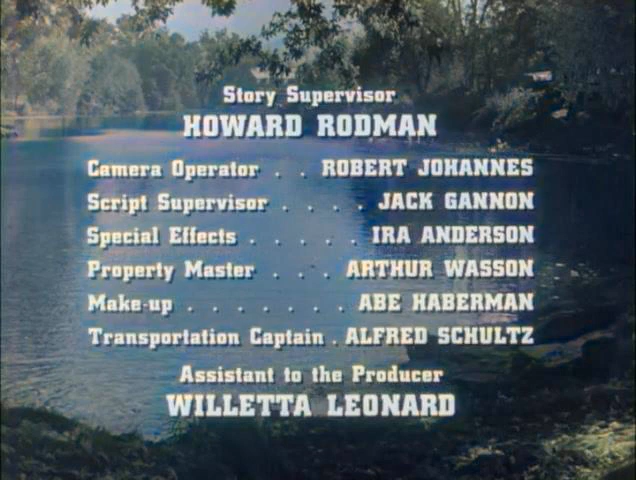 Story Supervisor
HOWARD RODMAN
Camera Operator . . ROBERT JOHANNES
Script Supervisor . . . . JACK GANNON
Special Effects . . . . . IRA ANDERSON
Property Master . . . ARTHUR WASSON
Make-up . . . . . . . ABE HABERMAN
Transportation Captain . ALFRED SCHULTZ
Assistant to the Producer
WILLETTA LEONARD